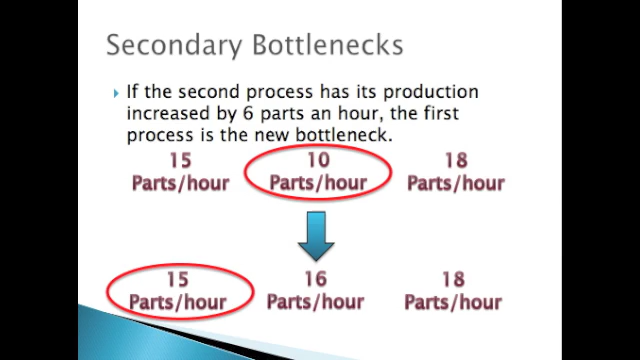 Secondary Bottlenecks
If the second process has its production
increased by 6 parts an hour, the first
process is the new bottleneck.
15 10 18
Parts/hour Parts/hour Parts/hour
15 16 18
Parts/hour Parts/hour Parts/hour